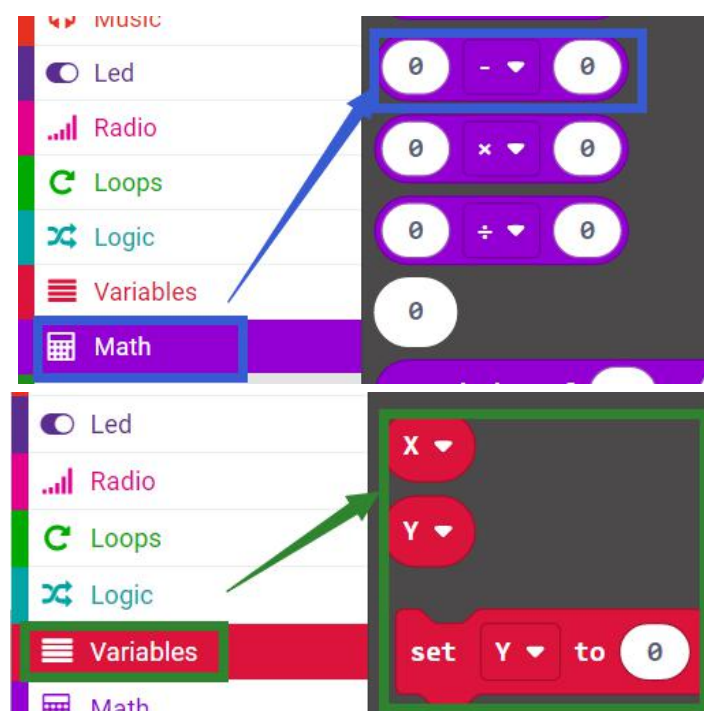 Music
Led
Radio
Loops
Logic
Variables
Math
0 - 0
0 × 0
0 ÷ 0
0
Led
Radio
Loops
Logic
Variables
Math
X
Y
set Y to 0